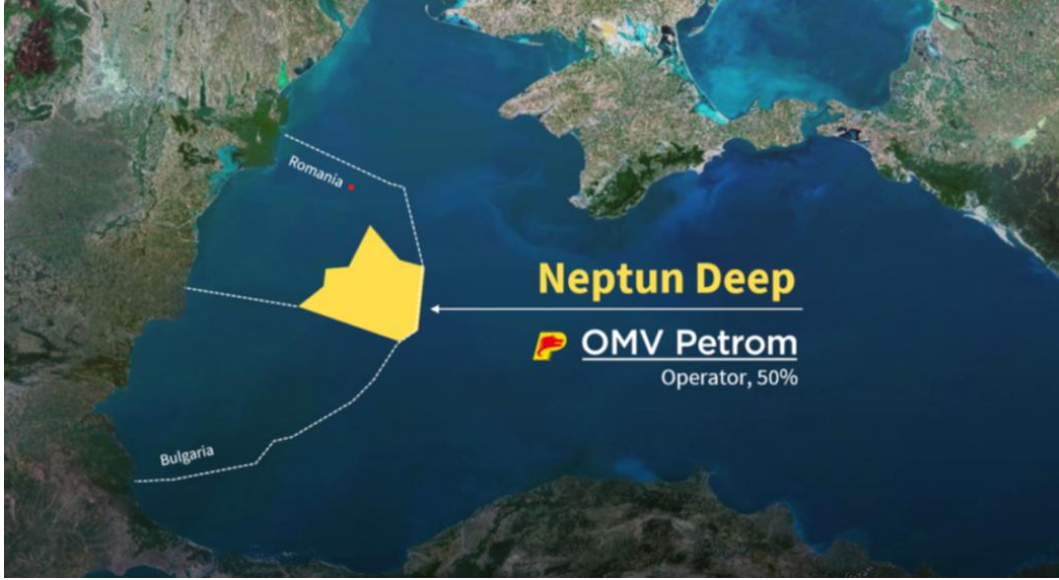 Romania
Neptun Deep
OMV Petrom
Operator, 50%
Bulgaria